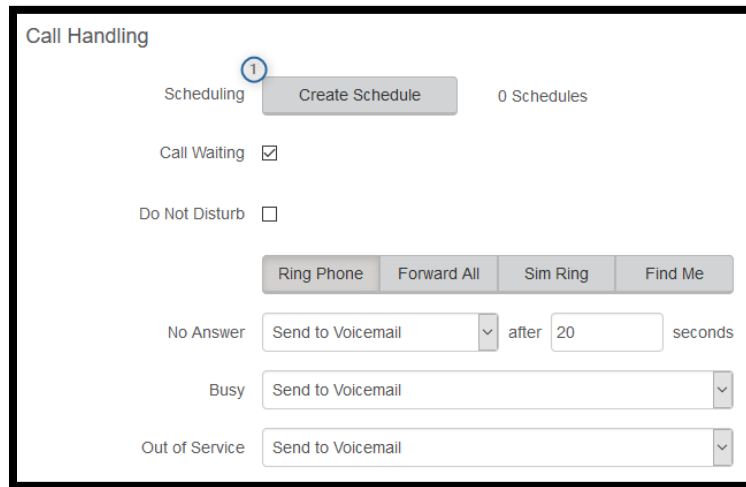 Call Handling
1
Scheduling Create Schedule 0 Schedules
Call Waiting
Do Not Disturb
Ring Phone Forward All Sim Ring Find Me
No Answer Send to Voicemail after 20 seconds
Busy Send to Voicemail
Out of Service Send to Voicemail